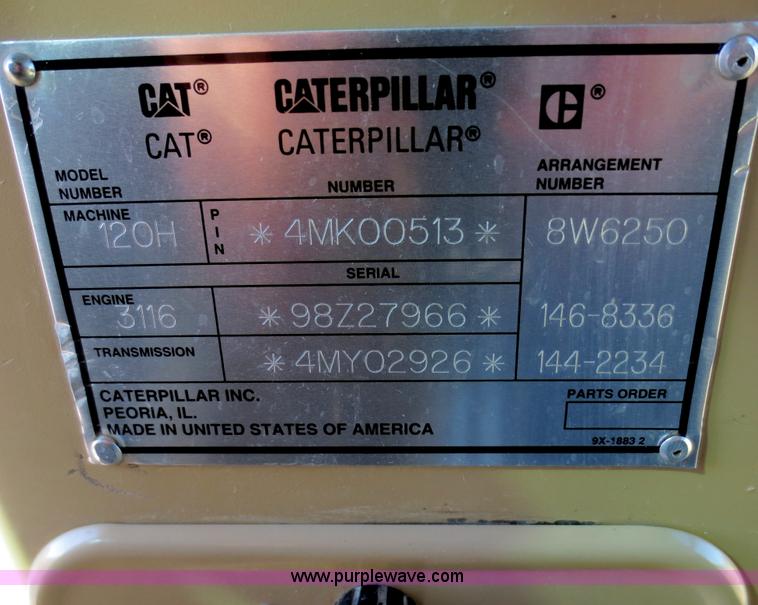 CAT® CATERPILLAR® C®
CAT® CATERPILLAR®
MODEL NUMBER NUMBER ARRANGEMENT NUMBER
MACHINE 120H PIN *4MK00513* 8W6250
SERIAL
ENGINE 3116 *98Z27966* 146-8336
TRANSMISSION *4MY02926* 144-2234
CATERPILLAR INC. PARTS ORDER
PEORIA, IL.
MADE IN UNITED STATES OF AMERICA
9X-1883 2
www.purplewave.com